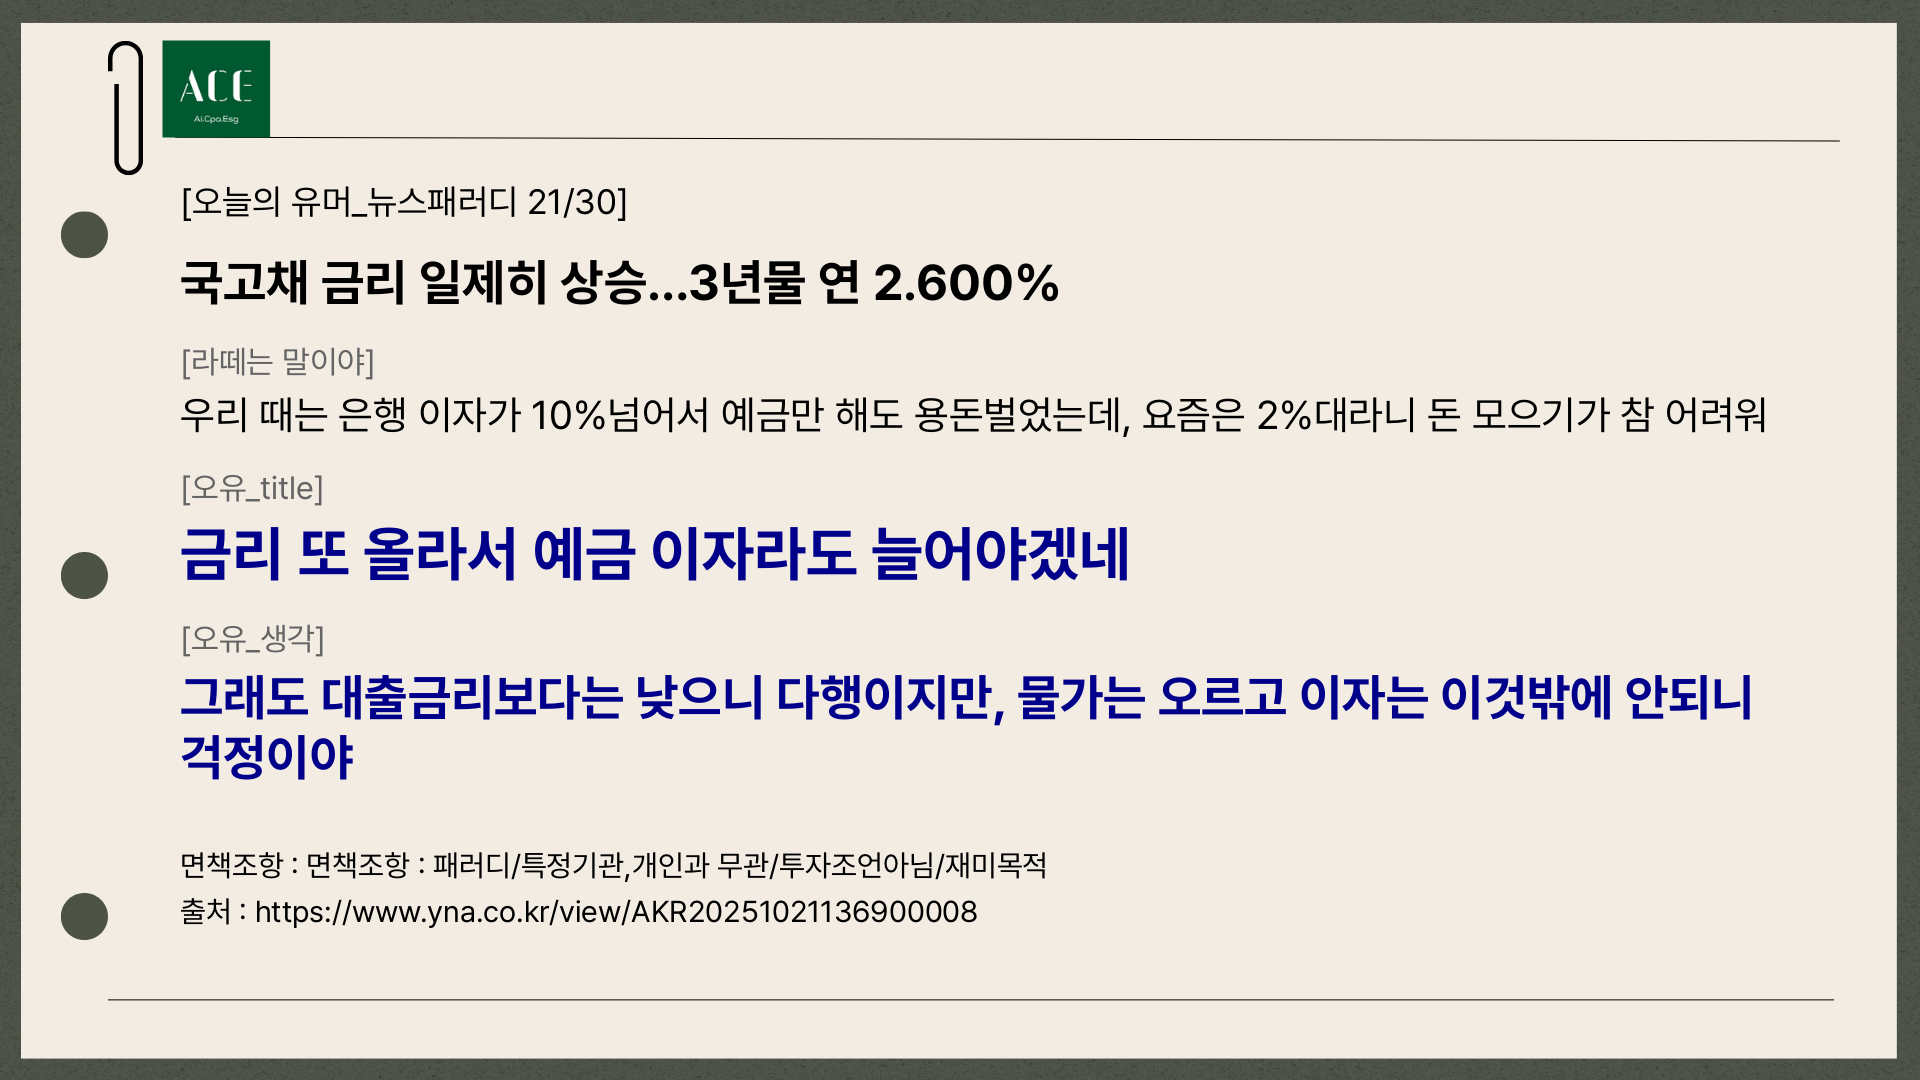 ACE
Ai.Cpa.Esg
[오늘의 유머_뉴스패러디 21/30]
국고채 금리 일제히 상승...3년물 연 2.600%
[라떼는 말이야]
우리 때는 은행 이자가 10%넘어서 예금만 해도 용돈벌었는데, 요즘은 2%대라니 돈 모으기가 참 어려워
[오유_title]
금리 또 올라서 예금 이자라도 늘어야겠네
[오유_생각]
그래도 대출금리보다는 낮으니 다행이지만, 물가는 오르고 이자는 이것밖에 안되니
걱정이야
면책조항 : 면책조항 : 패러디/특정기관,개인과 무관/투자조언아님/재미목적
출처 : https://www.yna.co.kr/view/AKR20251021136900008